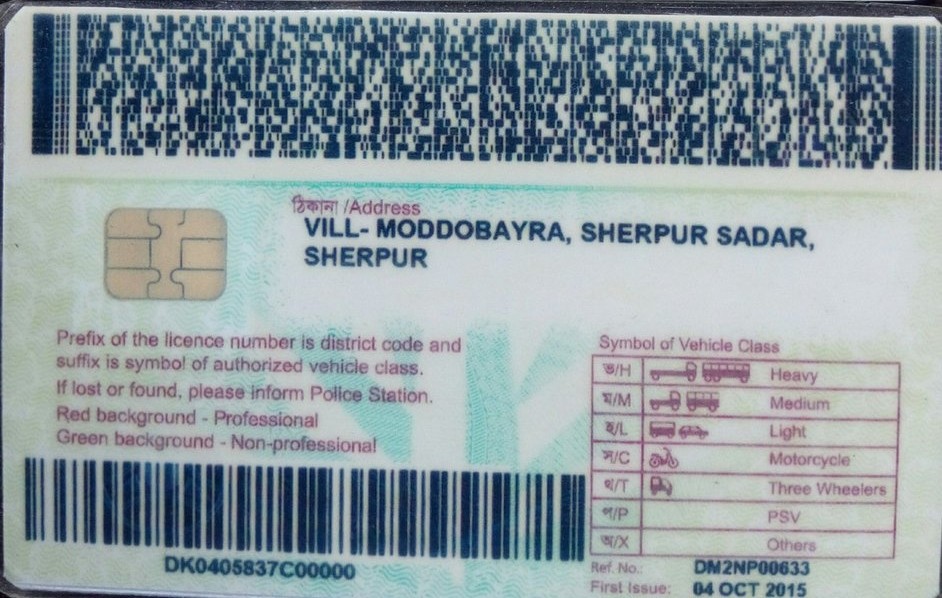 ঠিকানা /Address
VILL- MODDOBAYRA, SHERPUR SADAR,
SHERPUR
Prefix of the licence number is district code and
suffix is symbol of authorized vehicle class.
If lost or found, please inform Police Station.
Red background - Professional
Green background - Non-professional
DK0405837C00000
Symbol of Vehicle Class
ভ/H Heavy
ম/M Medium
হ/L Light
স/C Motorcycle
থ/T Three Wheelers
প/P PSV
অ/X Others
Ref. No.: DM2NP00633
First Issue: 04 OCT 2015